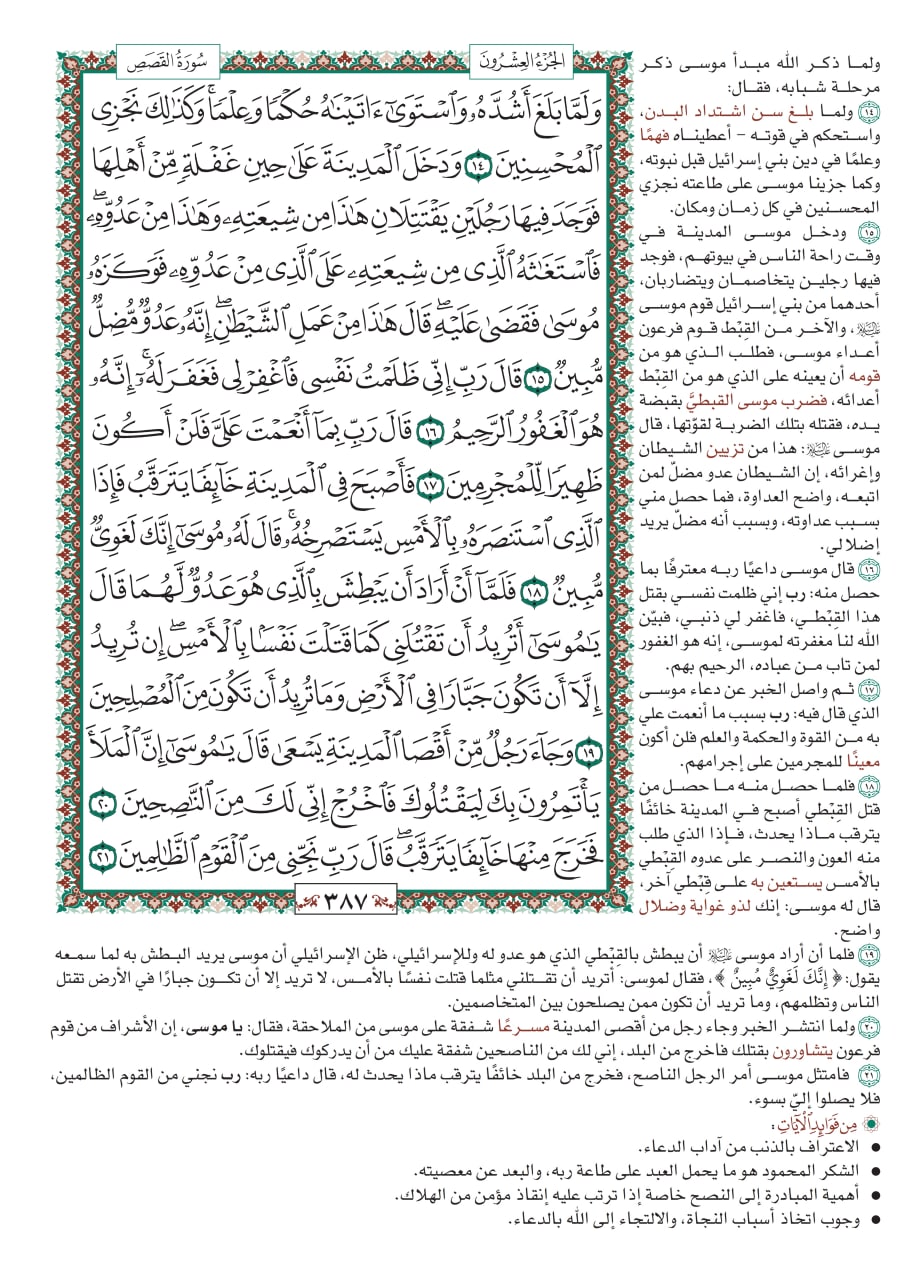 الجُزْءُ العِشْرُونَ
سُورَةُ القَصَصِ
وَلَمَّا بَلَغَ أَشُدَّهُۥ وَٱسْتَوَىٰٓ ءَاتَيْنَٰهُ حُكْمًا وَعِلْمًاۚ وَكَذَٰلِكَ نَجْزِى
ٱلْمُحْسِنِينَ ١٤ وَدَخَلَ ٱلْمَدِينَةَ عَلَىٰ حِينِ غَفْلَةٍ مِّنْ أَهْلِهَا
فَوَجَدَ فِيهَا رَجُلَيْنِ يَقْتَتِلَانِ هَٰذَا مِن شِيعَتِهِۦ وَهَٰذَا مِنْ عَدُوِّهِۦۖ
فَٱسْتَغَٰثَهُ ٱلَّذِى مِن شِيعَتِهِۦ عَلَى ٱلَّذِى مِنْ عَدُوِّهِۦ فَوَكَزَهُۥ
مُوسَىٰ فَقَضَىٰ عَلَيْهِۖ قَالَ هَٰذَا مِنْ عَمَلِ ٱلشَّيْطَٰنِۖ إِنَّهُۥ عَدُوٌّ مُّضِلٌّ
مُّبِينٌ ١٥ قَالَ رَبِّ إِنِّى ظَلَمْتُ نَفْسِى فَٱغْفِرْ لِى فَغَفَرَ لَهُۥٓۚ إِنَّهُۥ
هُوَ ٱلْغَفُورُ ٱلرَّحِيمُ ١٦ قَالَ رَبِّ بِمَآ أَنْعَمْتَ عَلَىَّ فَلَنْ أَكُونَ
ظَهِيرًا لِّلْمُجْرِمِينَ ١٧ فَأَصْبَحَ فِى ٱلْمَدِينَةِ خَآئِفًا يَتَرَقَّبُ فَإِذَا
ٱلَّذِى ٱسْتَنصَرَهُۥ بِٱلْأَمْسِ يَسْتَصْرِخُهُۥۚ قَالَ لَهُۥ مُوسَىٰٓ إِنَّكَ لَغَوِىٌّ
مُّبِينٌ ١٨ فَلَمَّآ أَنْ أَرَادَ أَن يَبْطِشَ بِٱلَّذِى هُوَ عَدُوٌّ لَّهُمَا قَالَ
يَٰمُوسَىٰٓ أَتُرِيدُ أَن تَقْتُلَنِى كَمَا قَتَلْتَ نَفْسًۢا بِٱلْأَمْسِۖ إِن تُرِيدُ
إِلَّآ أَن تَكُونَ جَبَّارًا فِى ٱلْأَرْضِ وَمَا تُرِيدُ أَن تَكُونَ مِنَ ٱلْمُصْلِحِينَ
١٩ وَجَآءَ رَجُلٌ مِّنْ أَقْصَا ٱلْمَدِينَةِ يَسْعَىٰ قَالَ يَٰمُوسَىٰٓ إِنَّ ٱلْمَلَأَ
يَأْتَمِرُونَ بِكَ لِيَقْتُلُوكَ فَٱخْرُجْ إِنِّى لَكَ مِنَ ٱلنَّٰصِحِينَ ٢٠
فَخَرَجَ مِنْهَا خَآئِفًا يَتَرَقَّبُۖ قَالَ رَبِّ نَجِّنِى مِنَ ٱلْقَوْمِ ٱلظَّٰلِمِينَ ٢١
٣٨٧
ولما ذكر الله مبدأ موسى ذكر
مرحلة شبابه، فقال:
١٤ ولما بلغ سن اشتداد البدن،
واستحكم في قوته – أعطيناه فهمًا
وعلمًا في دين بني إسرائيل قبل نبوته،
وكما جزينا موسى على طاعته نجزي
المحسنين في كل زمان ومكان.
١٥ ودخل موسى المدينة في
وقت راحة الناس في بيوتهم، فوجد
فيها رجلين يتخاصمان ويتضاربان،
أحدهما من بني إسرائيل قوم موسى
عليه السلام، والآخر من القِبْط قوم فرعون
أعداء موسى، فطلب الذي هو من
قومه أن يعينه على الذي هو من القِبْط
أعدائه، فضرب موسى القبطيَّ بقبضة
يده، فقتله بتلك الضربة لقوّتها، قال
موسى عليه السلام: هذا من تزيين الشيطان
وإغرائه، إن الشيطان عدو مضلّ لمن
اتبعه، واضح العداوة، فما حصل مني
بسبب عداوته، وبسبب أنه مضلّ يريد
إضلالي.
١٦ قال موسى داعيًا ربه معترفًا بما
حصل منه: رب إني ظلمت نفسي بقتل
هذا القِبْطي، فاغفر لي ذنبي، فبيّن
الله لنا مغفرته لموسى، إنه هو الغفور
لمن تاب من عباده، الرحيم بهم.
١٧ ثم واصل الخبر عن دعاء موسى
الذي قال فيه: رب بسبب ما أنعمت علي
به من القوة والحكمة والعلم فلن أكون
معينًا للمجرمين على إجرامهم.
١٨ فلما حصل منه ما حصل من
قتل القِبْطي أصبح في المدينة خائفًا
يترقب ماذا يحدث، فإذا الذي طلب
منه العون والنصر على عدوه القِبْطي
بالأمس يستعين به على قِبْطي آخر،
قال له موسى: إنك لذو غواية وضلال
واضح.
١٩ فلما أن أراد موسى عليه السلام أن يبطش بالقِبْطي الذي هو عدو له وللإسرائيلي، ظن الإسرائيلي أن موسى يريد البطش به لما سمعه
يقول: ﴿ إِنَّكَ لَغَوِىٌّ مُّبِينٌ ﴾، فقال لموسى: أتريد أن تقتلني مثلما قتلت نفسًا بالأمس، لا تريد إلا أن تكون جبارًا في الأرض تقتل
الناس وتظلمهم، وما تريد أن تكون ممن يصلحون بين المتخاصمين.
٢٠ ولما انتشر الخبر وجاء رجل من أقصى المدينة مسرعًا شفقة على موسى من الملاحقة، فقال: يا موسى، إن الأشراف من قوم
فرعون يتشاورون بقتلك فاخرج من البلد، إني لك من الناصحين شفقة عليك من أن يدركوك فيقتلوك.
٢١ فامتثل موسى أمر الرجل الناصح، فخرج من البلد خائفًا يترقب ماذا يحدث له، قال داعيًا ربه: رب نجني من القوم الظالمين،
فلا يصلوا إليّ بسوء.
مِن فَوَائِدِ الْآيَاتِ:
• الاعتراف بالذنب من آداب الدعاء.
• الشكر المحمود هو ما يحمل العبد على طاعة ربه، والبعد عن معصيته.
• أهمية المبادرة إلى النصح خاصة إذا ترتب عليه إنقاذ مؤمن من الهلاك.
• وجوب اتخاذ أسباب النجاة، والالتجاء إلى الله بالدعاء.